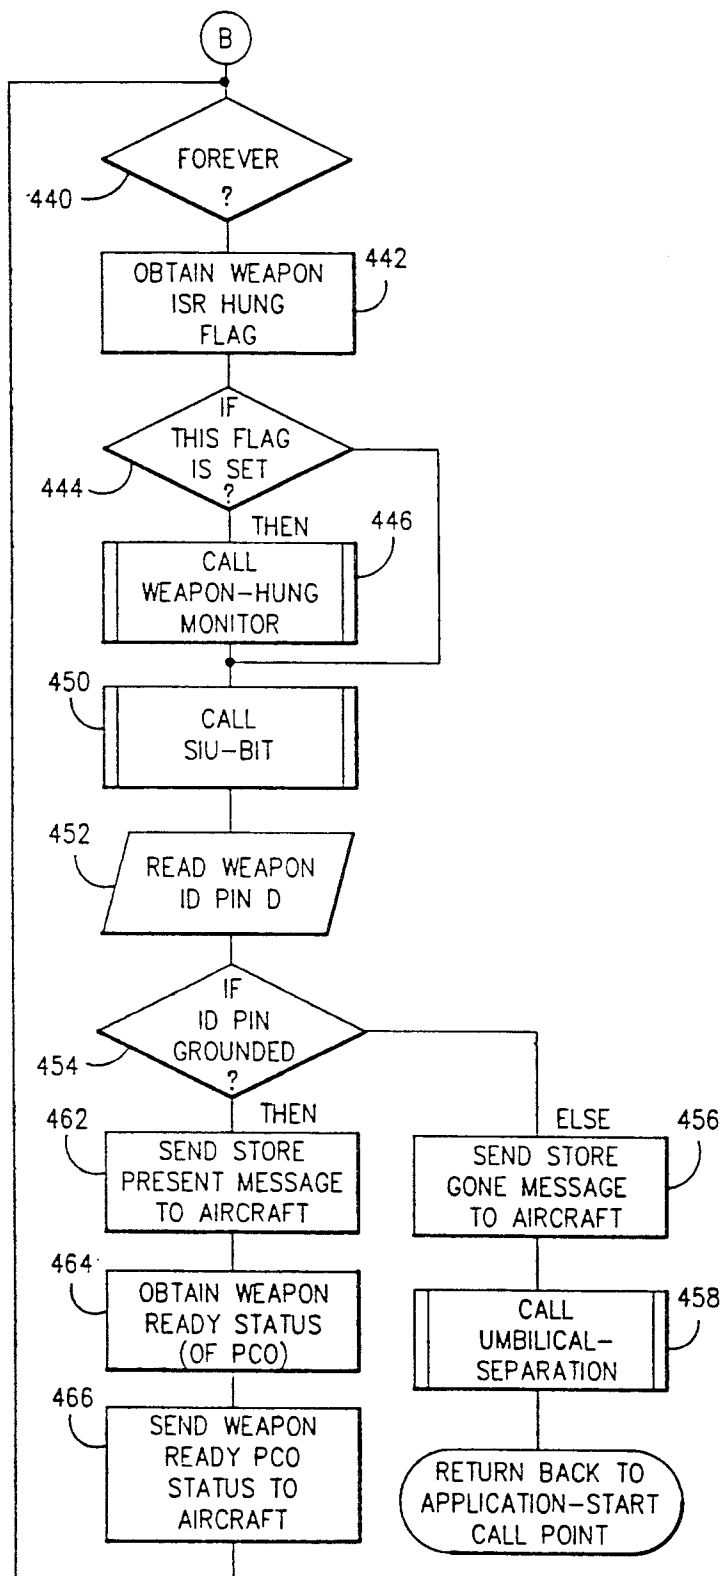 B
FOREVER
?
440
OBTAIN WEAPON
ISR HUNG
FLAG
442
IF
THIS FLAG
IS SET
?
444
THEN
446
CALL
WEAPON-HUNG
MONITOR
450
CALL
SIU-BIT
452
READ WEAPON
ID PIN D
IF
ID PIN
GROUNDED
?
454
THEN
462
SEND STORE
PRESENT MESSAGE
TO AIRCRAFT
ELSE
456
SEND STORE
GONE MESSAGE
TO AIRCRAFT
464
OBTAIN WEAPON
READY STATUS
(OF PCO)
458
CALL
UMBILICAL-
SEPARATION
466
SEND WEAPON
READY PCO
STATUS TO
AIRCRAFT
RETURN BACK TO
APPLICATION-START
CALL POINT